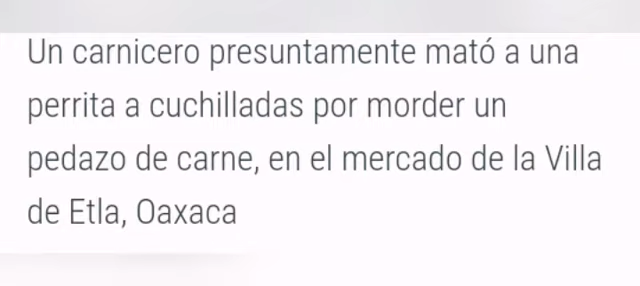 Un carnicero presuntamente mató a una
perrita a cuchilladas por morder un
pedazo de carne, en el mercado de la Villa
de Etla, Oaxaca